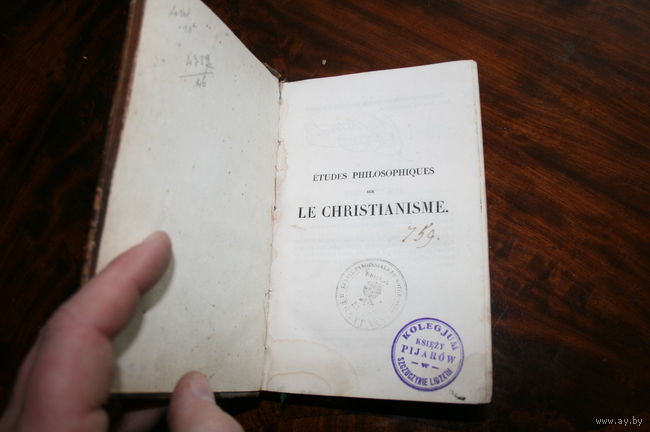 ÉTUDES PHILOSOPHIQUES
SUR
LE CHRISTIANISME.
759.
KOLEGJUM
KSIĘŻY
PIJARÓW
W
SZCZUCZYNIE LIDZKIM
www.ay.by